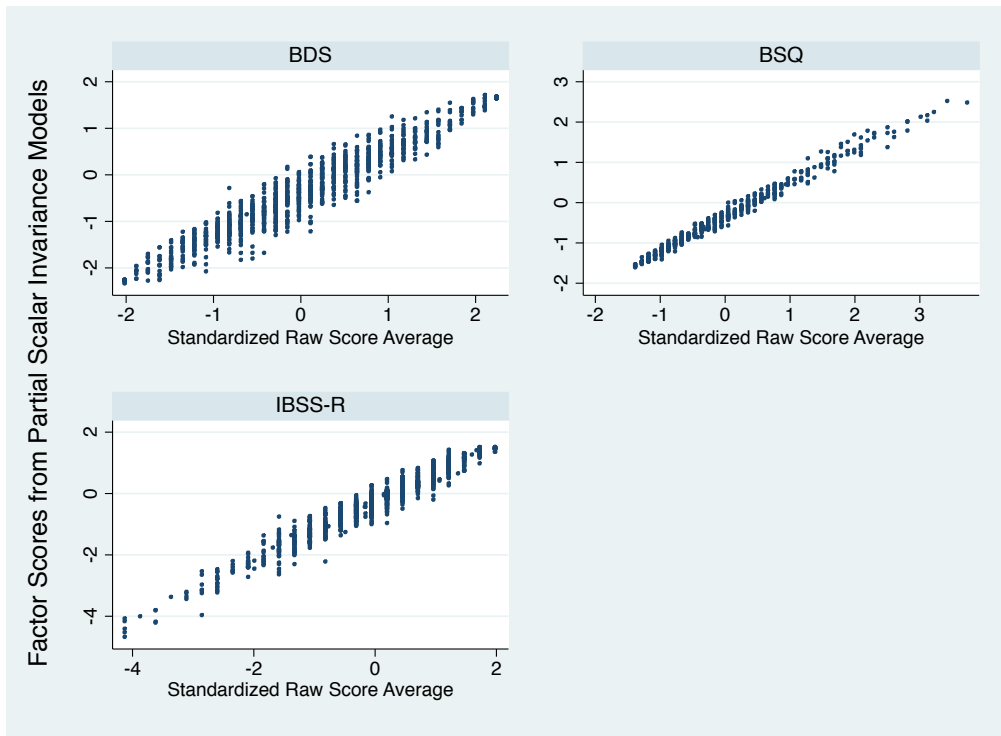 Factor Scores from Partial Scalar Invariance Models
BDS
2
1
0
-1
-2
-2 -1 0 1 2
Standardized Raw Score Average
BSQ
3
2
1
0
-1
-2
-2 -1 0 1 2 3
Standardized Raw Score Average
IBSS-R
2
0
-2
-4
-4 -2 0 2
Standardized Raw Score Average